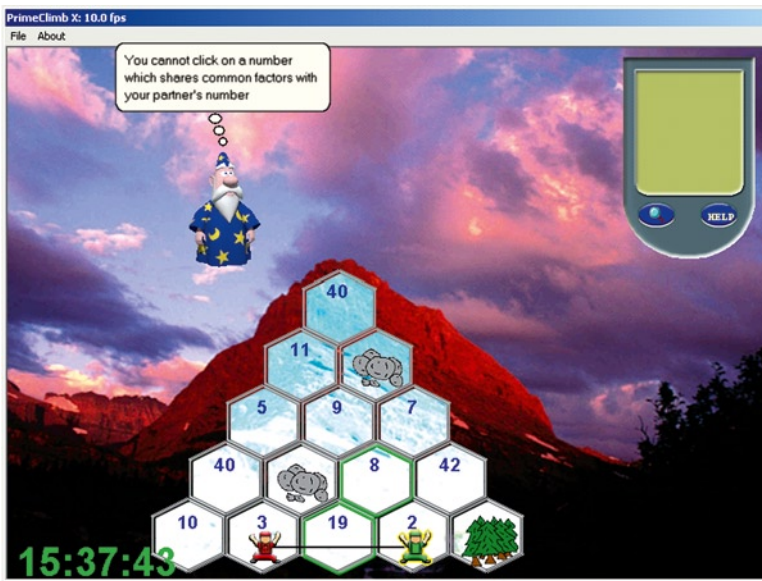 PrimeClimb X: 10.0 fps
File About
You cannot click on a number
which shares common factors with
your partner's number
HELP
40
11
5 9 7
40 8 42
10 3 19 2
15:37:43